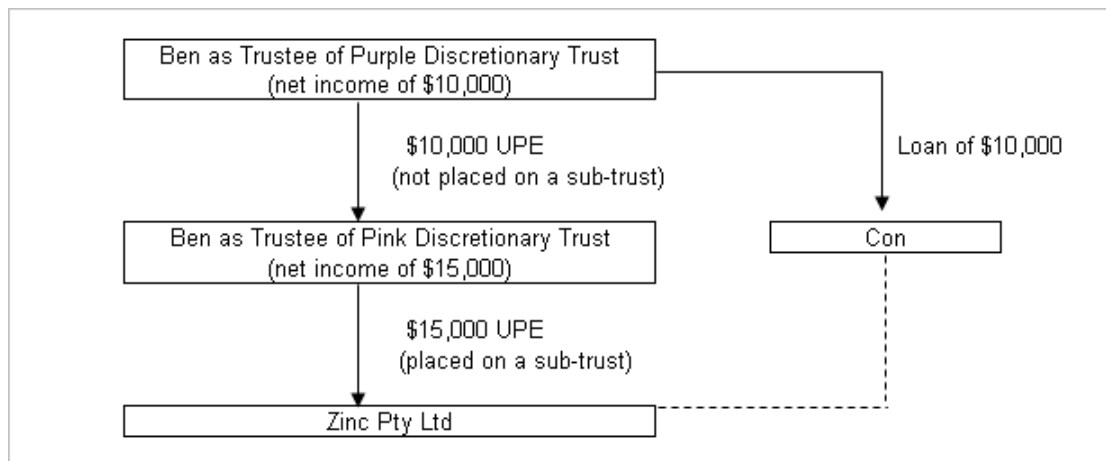 Ben as Trustee of Purple Discretionary Trust
(net income of $10,000)
$10,000 UPE
(not placed on a sub-trust)
Loan of $10,000
Ben as Trustee of Pink Discretionary Trust
(net income of $15,000)
Con
$15,000 UPE
(placed on a sub-trust)
Zinc Pty Ltd